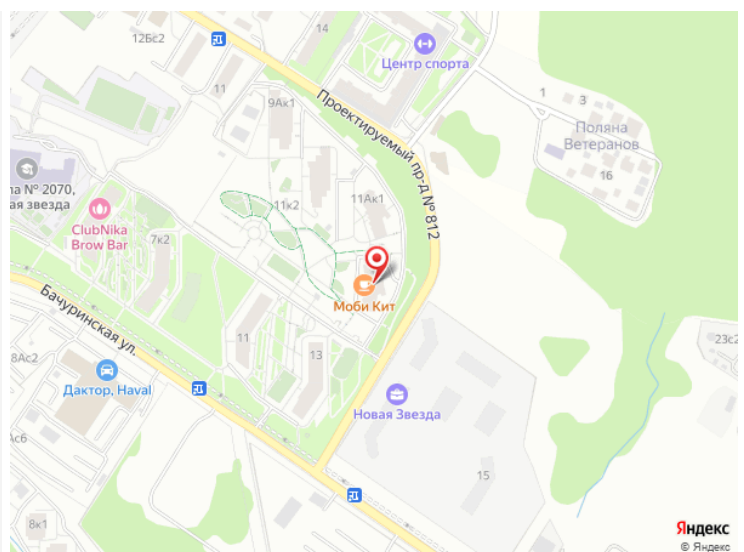 14
12Бс2
Центр спорта
11
9Ак1
1
3
Поляна
Ветеранов
16
Проектируемый пр-д № 812
ла № 2070,
ая звезда
11к2
11Ак1
ClubNika
Brow Bar
7к2
Моби Кит
Бачуринская ул.
11
13
8Ас2
23с2
Дактор, Haval
Новая Звезда
Ас6
15
8к1
Яндекс
© Яндекс